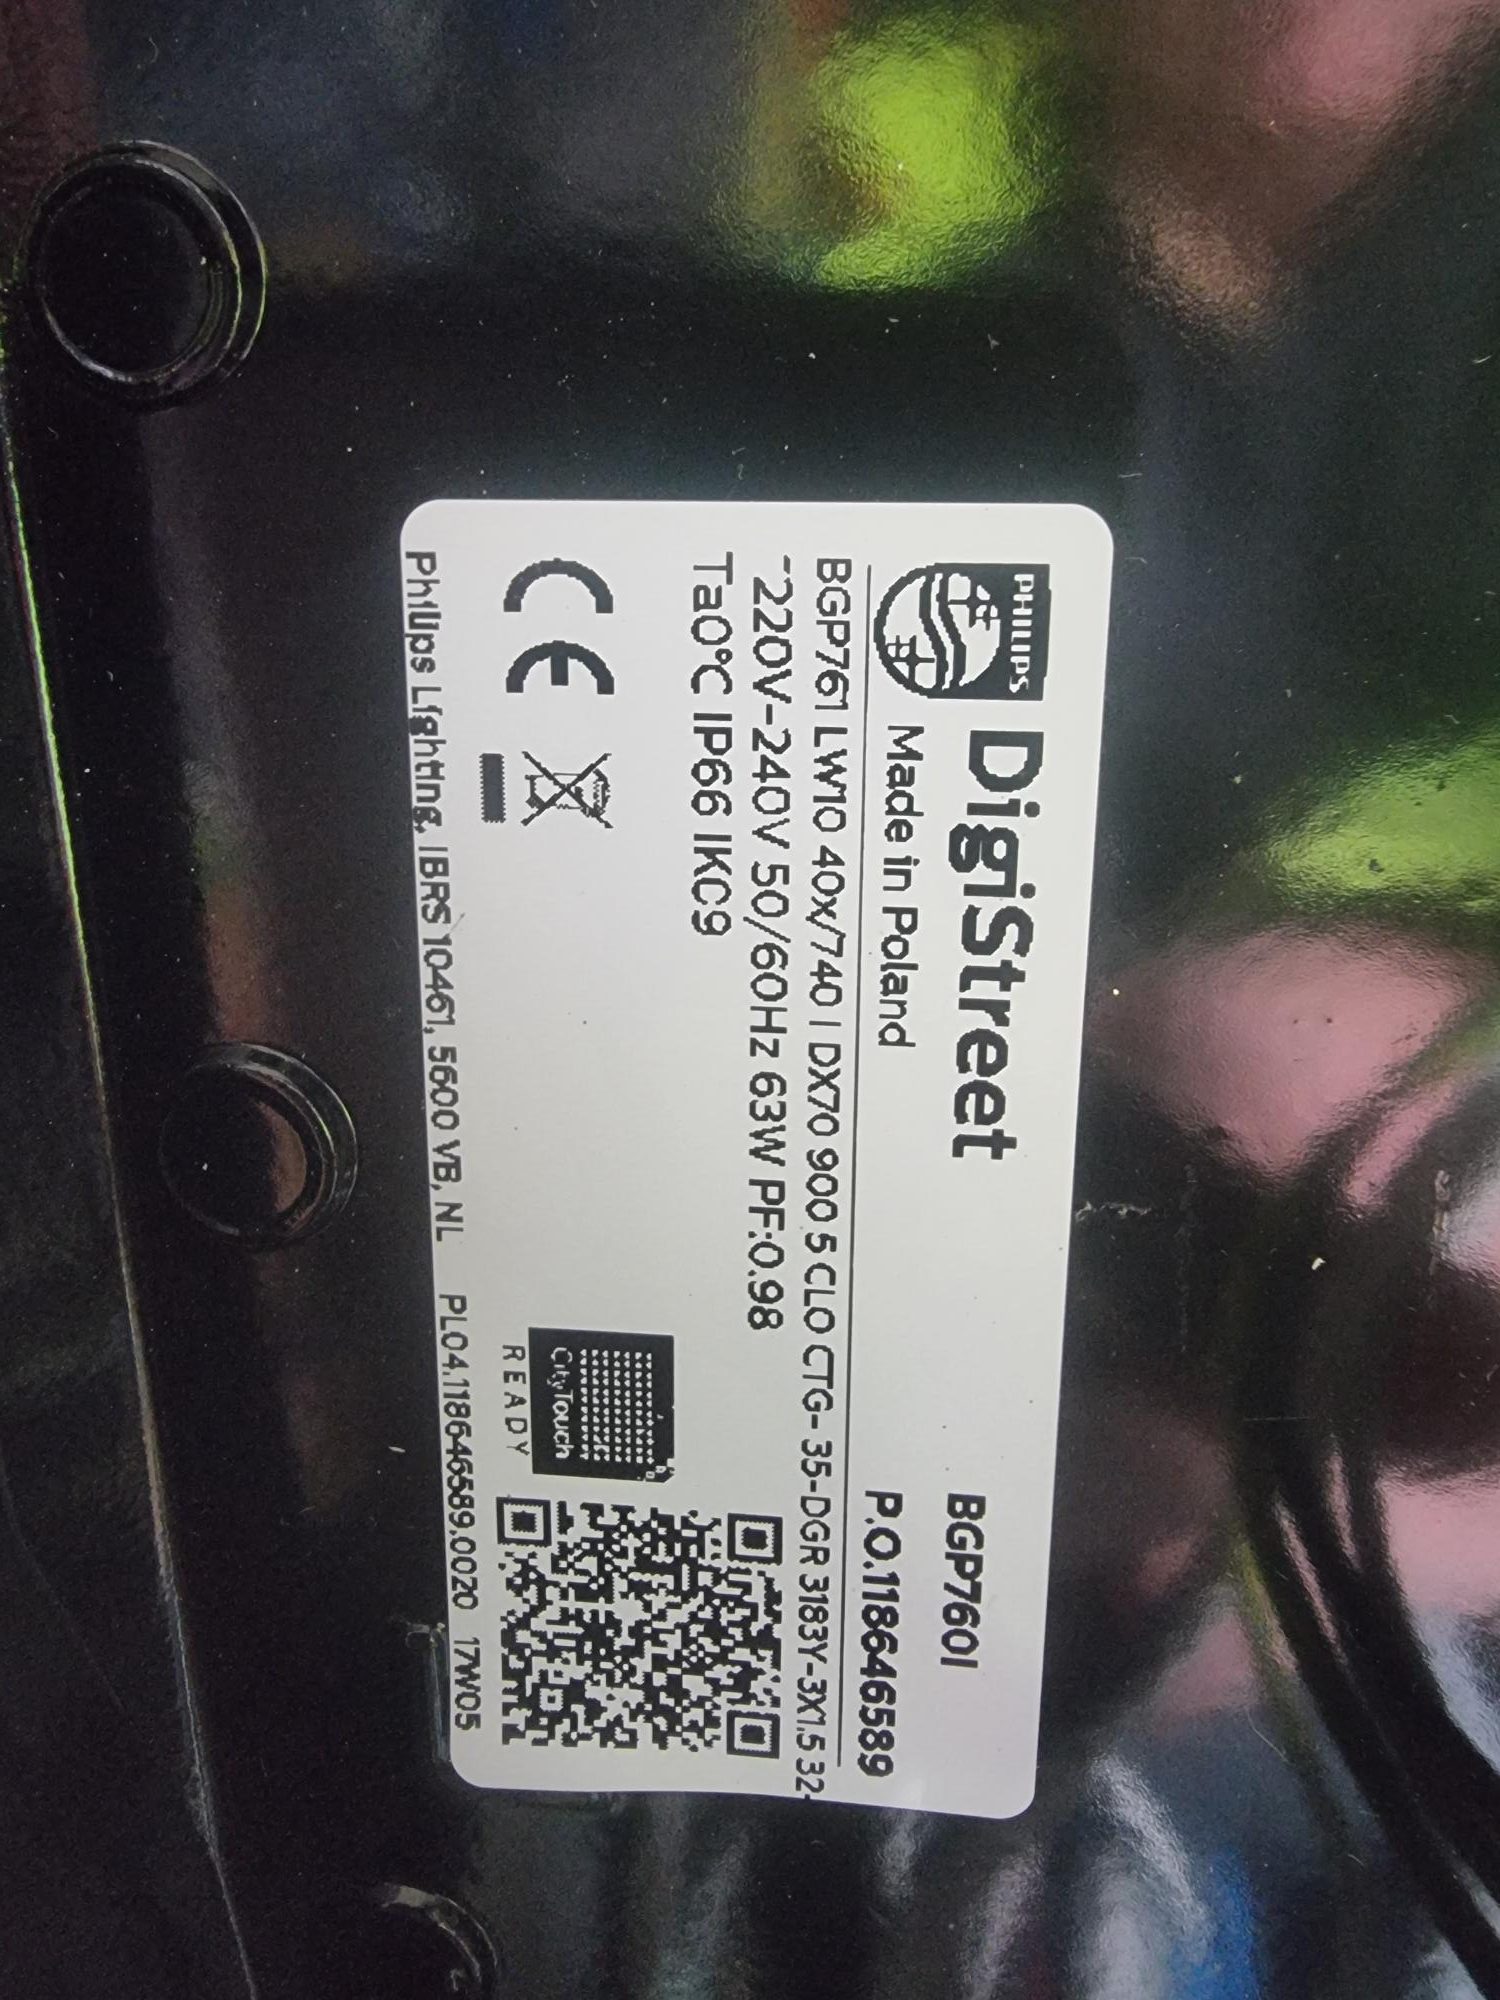 PHILIPS
DigiStreet
BGP760I
Made in Poland
P.O.118646589
BGP761 LW10 40x/740 I DX70 900 5 CLO CTG- 35-DGR 3183Y-3X1.5 32-
~220V-240V 50/60Hz 63W PF:0.98
Ta0°C IP66 IK09
CE
CityTouch
READY
Philips Lighting, IBRS 10461, 5600 VB, NL PL04.118646589.0020 17W05